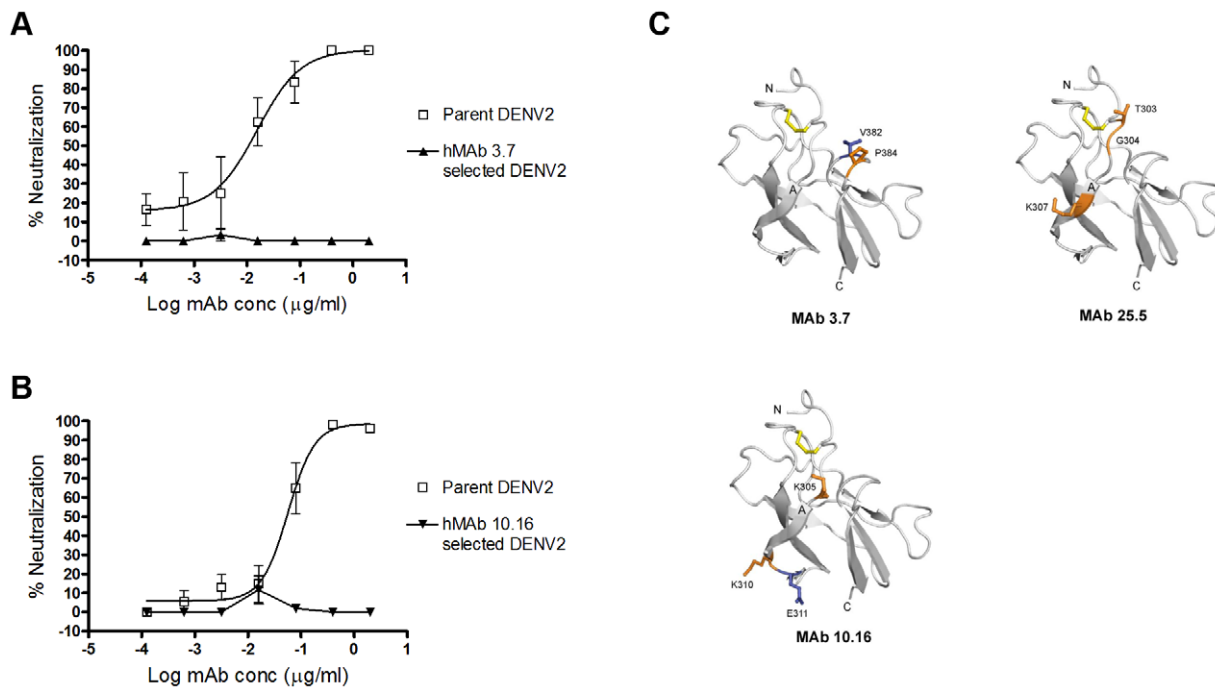 A
100
90
80
70
60
50
40
30
20
10
0
-10
% Neutralization
-5 -4 -3 -2 -1 0 1
Log mAb conc (µg/ml)
Parent DENV2
hMAb 3.7
selected DENV2
B
100
90
80
70
60
50
40
30
20
10
0
-10
% Neutralization
-5 -4 -3 -2 -1 0 1
Log mAb conc (µg/ml)
Parent DENV2
hMAb 10.16
selected DENV2
C
N
V382
P384
A
C
MAb 3.7
N
T303
G304
A
K307
C
MAb 25.5
N
K305
A
K310
E311
C
MAb 10.16